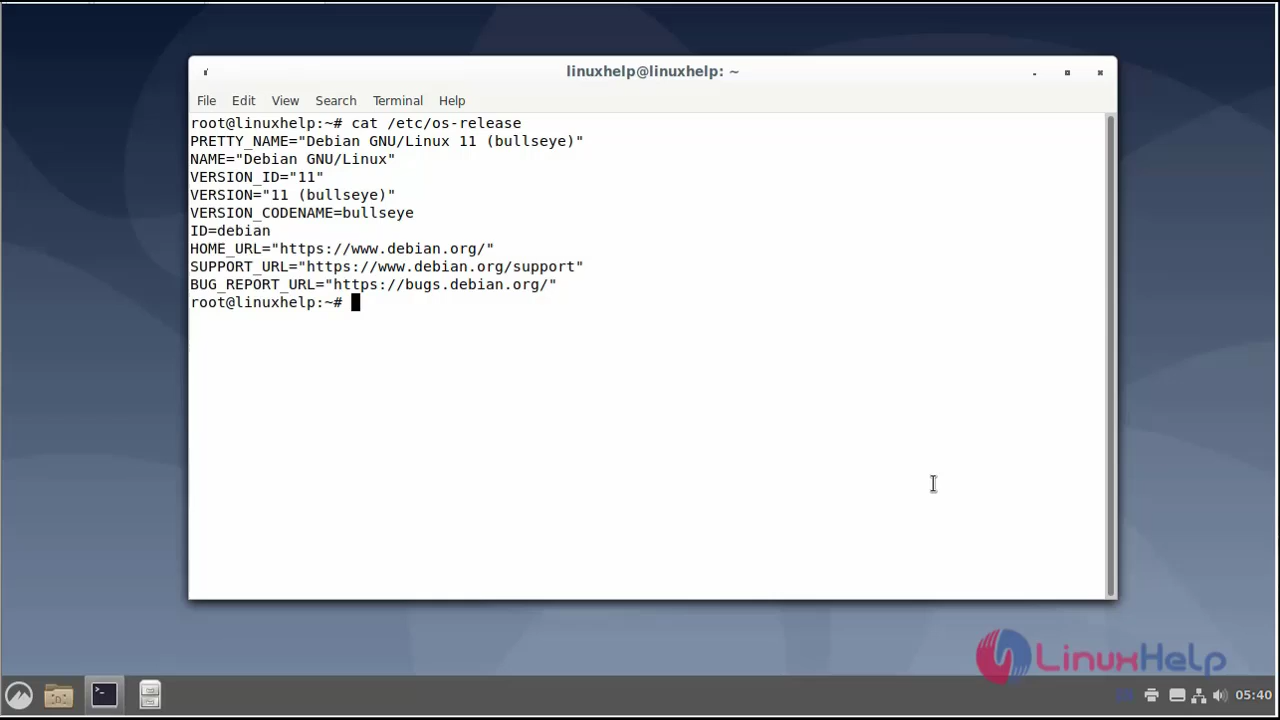 linuxhelp@linuxhelp: ~
File Edit View Search Terminal Help
root@linuxhelp:~# cat /etc/os-release
PRETTY_NAME="Debian GNU/Linux 11 (bullseye)"
NAME="Debian GNU/Linux"
VERSION_ID="11"
VERSION="11 (bullseye)"
VERSION_CODENAME=bullseye
ID=debian
HOME_URL="https://www.debian.org/"
SUPPORT_URL="https://www.debian.org/support"
BUG_REPORT_URL="https://bugs.debian.org/"
root@linuxhelp:~#
LinuxHelp
05:40